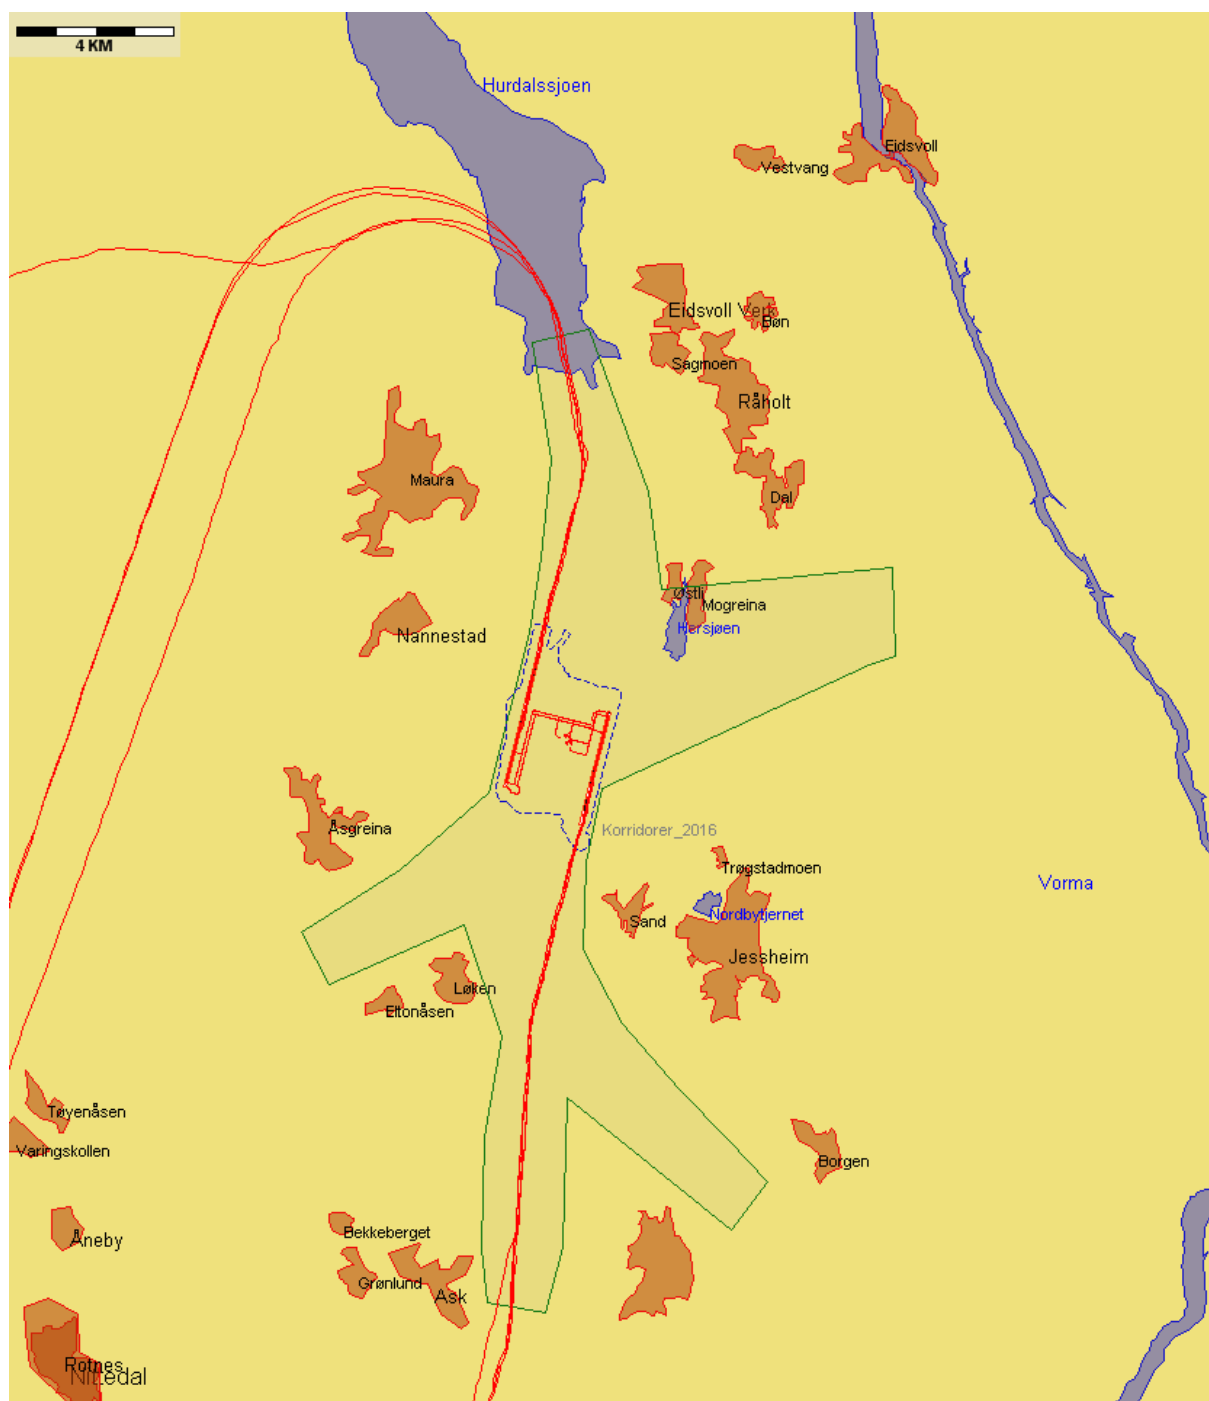 4 KM
Hurdalssjoen
Eidsvoll
Vestvang
Eidsvoll Verk
Bøn
Sagmoen
Råholt
Maura
Dal
Østli
Mogreina
Hersjøen
Nannestad
Åsgreina
Korridorer_2016
Trøgstadmoen
Vorma
Nordbytjernet
Sand
Jessheim
Løken
Eltonåsen
Tøyenåsen
Varingskollen
Borgen
Bekkeberget
Åneby
Grønlund
Ask
Rotnes
Nittedal